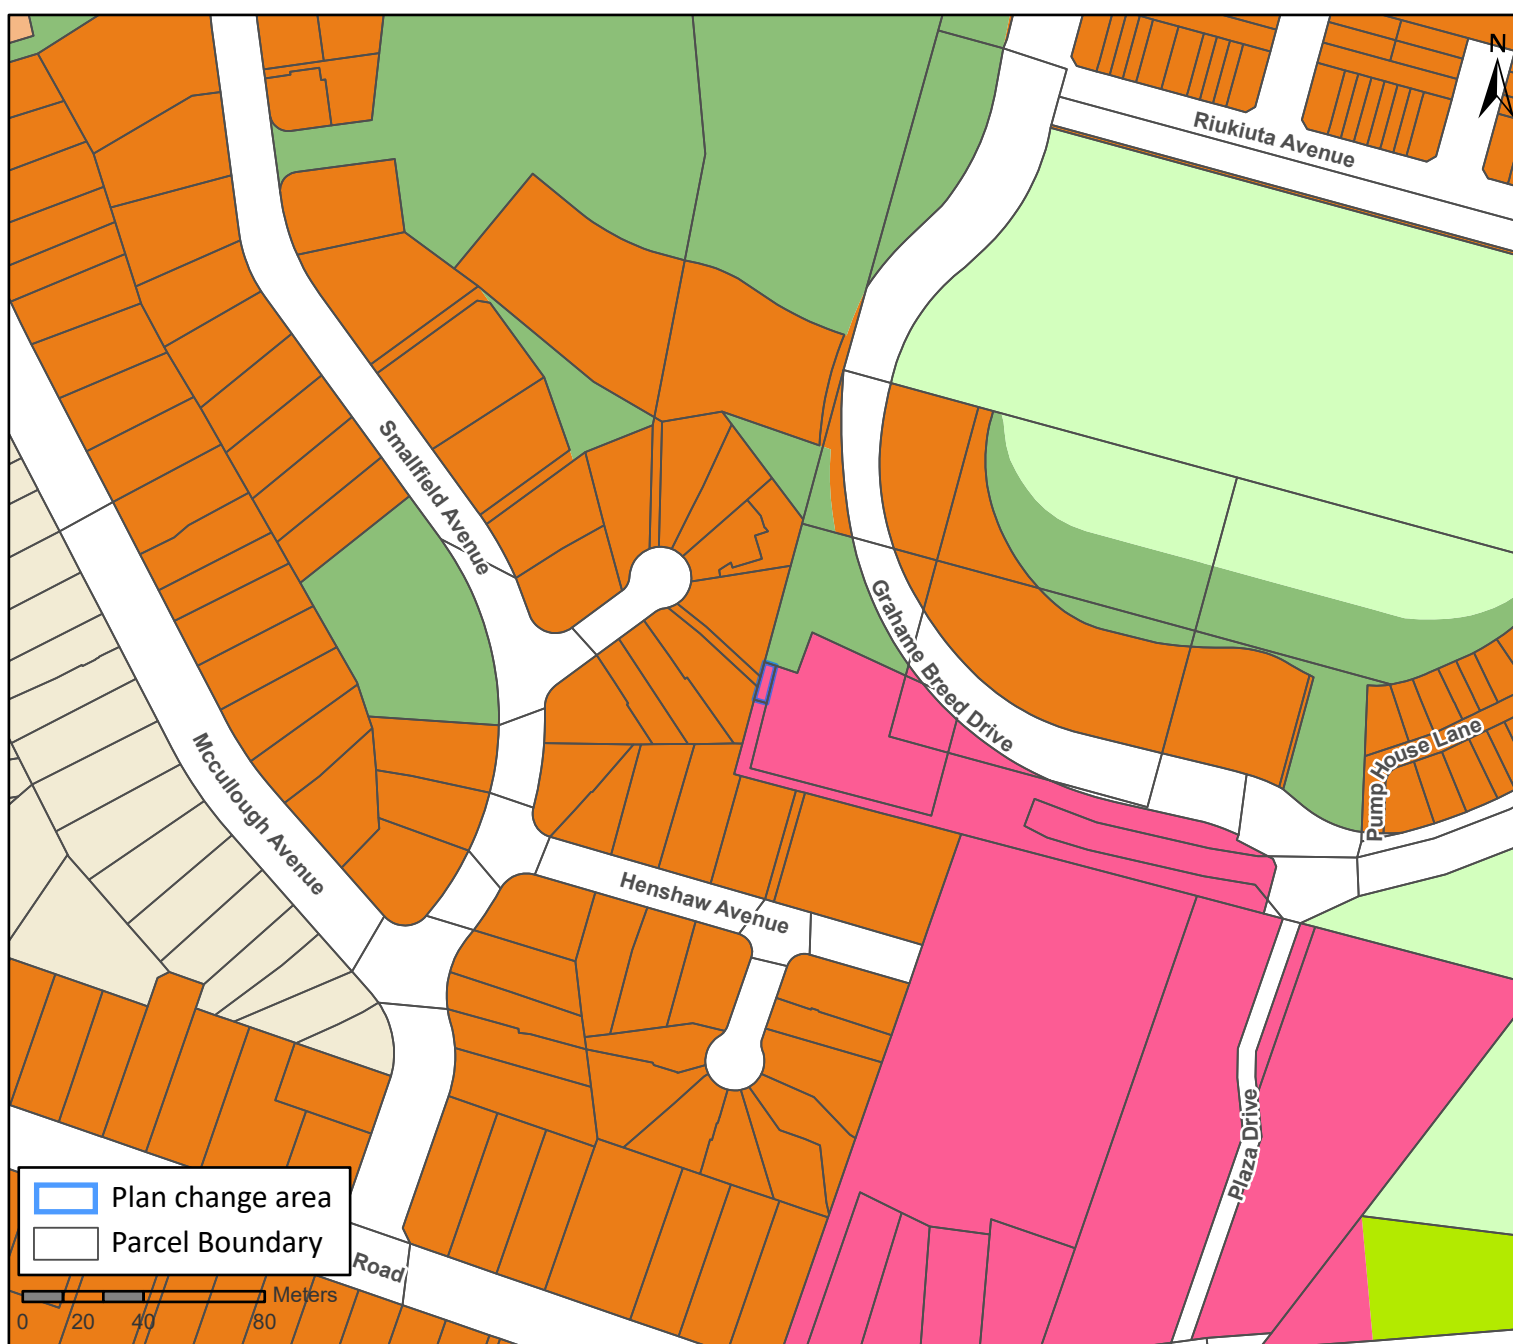 N
Riukiuta Avenue
Smallfield Avenue
Grahame Breed Drive
Mccullough Avenue
Pump House Lane
Henshaw Avenue
Plaza Drive
Plan change area
Parcel Boundary
Road
Meters
0 20 40 80